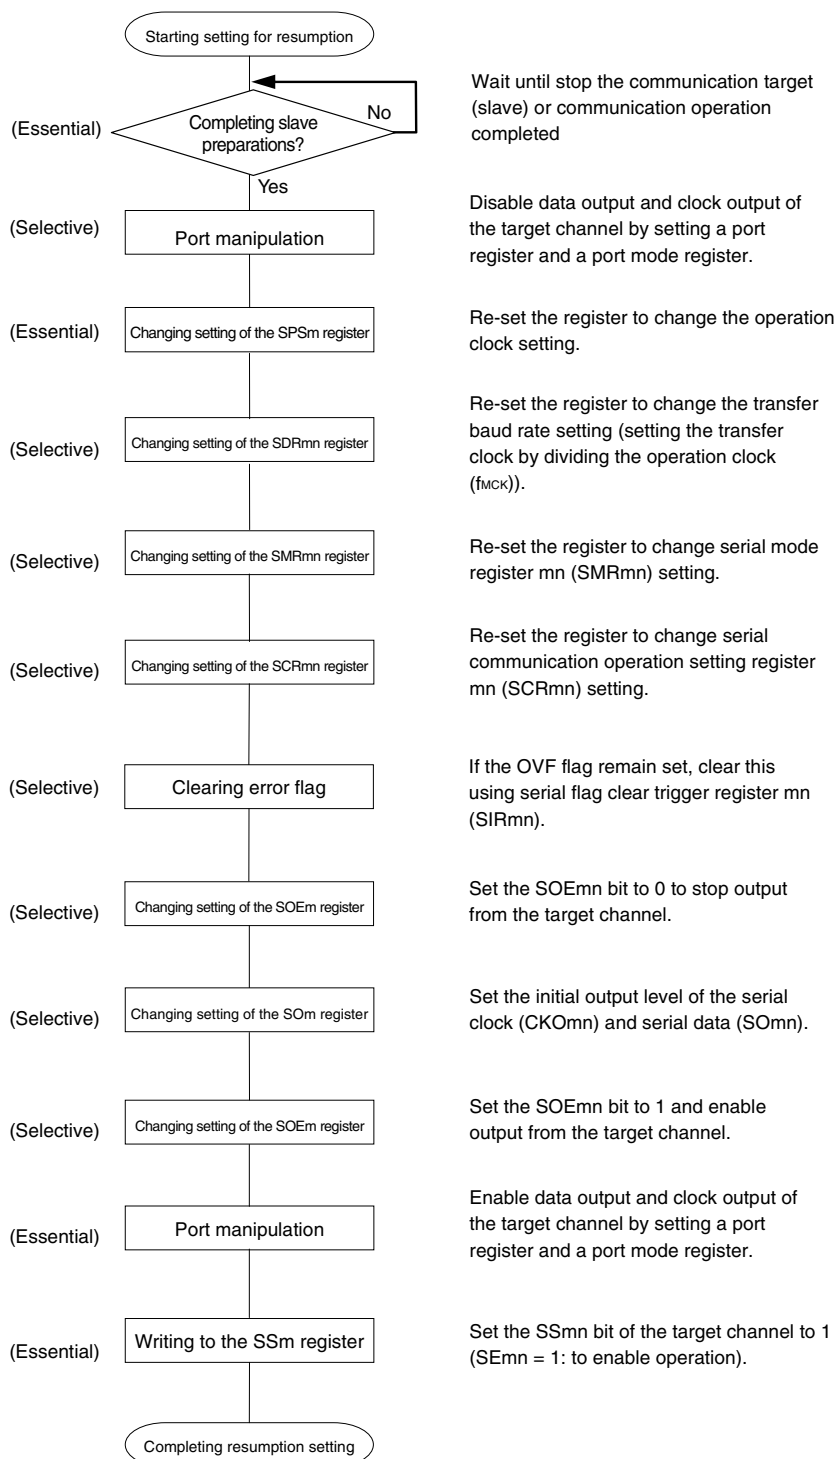 Starting setting for resumption
Wait until stop the communication target
(slave) or communication operation
completed
(Essential)
Completing slave
preparations?
No
Yes
Disable data output and clock output of
the target channel by setting a port
register and a port mode register.
(Selective)
Port manipulation
Re-set the register to change the operation
clock setting.
(Essential)
Changing setting of the SPSm register
Re-set the register to change the transfer
baud rate setting (setting the transfer
clock by dividing the operation clock
(fMCK)).
(Selective)
Changing setting of the SDRmn register
Re-set the register to change serial mode
register mn (SMRmn) setting.
(Selective)
Changing setting of the SMRmn register
Re-set the register to change serial
communication operation setting register
mn (SCRmn) setting.
(Selective)
Changing setting of the SCRmn register
If the OVF flag remain set, clear this
using serial flag clear trigger register mn
(SIRmn).
(Selective)
Clearing error flag
Set the SOEmn bit to 0 to stop output
from the target channel.
(Selective)
Changing setting of the SOEm register
Set the initial output level of the serial
clock (CKOmn) and serial data (SOmn).
(Selective)
Changing setting of the SOm register
Set the SOEmn bit to 1 and enable
output from the target channel.
(Selective)
Changing setting of the SOEm register
Enable data output and clock output of
the target channel by setting a port
register and a port mode register.
(Essential)
Port manipulation
Set the SSmn bit of the target channel to 1
(SEmn = 1: to enable operation).
(Essential)
Writing to the SSm register
Completing resumption setting